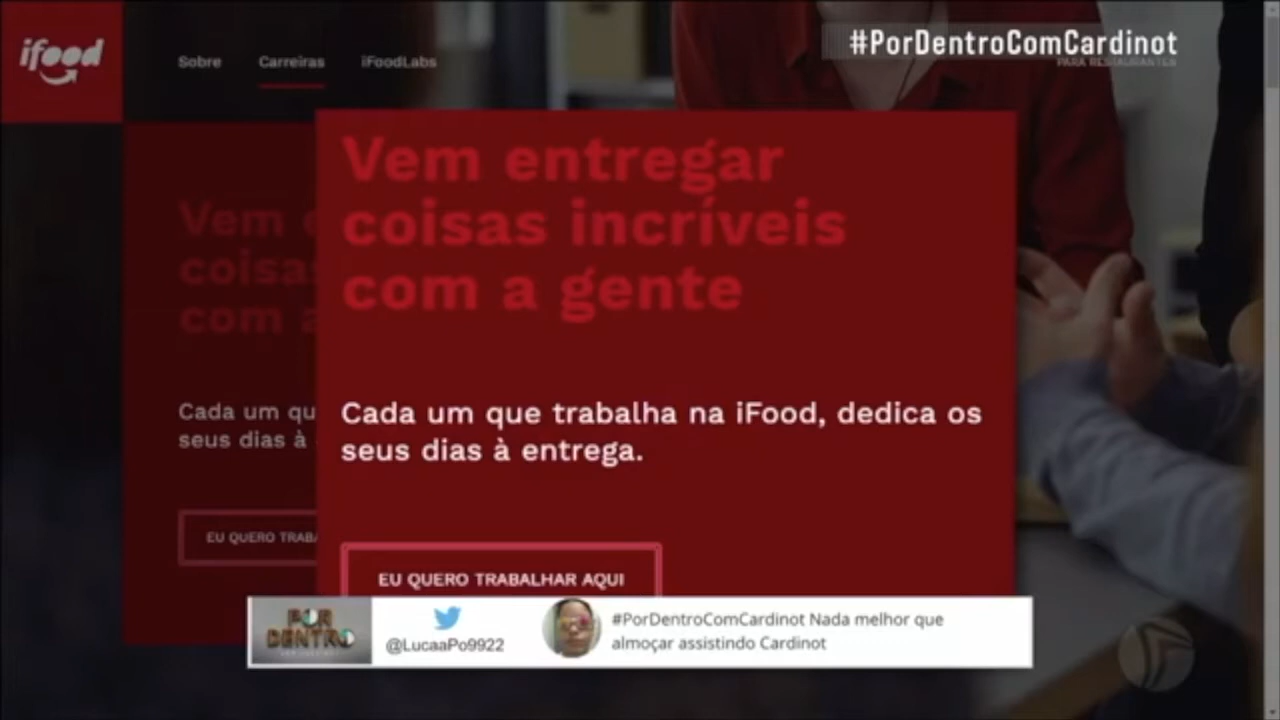 ifood
Sobre
Carreiras
iFoodLabs
#PorDentroComCardinot
PARA RESTAURANTES
Vem entregar
coisas incríveis
com a gente
Cada um que trabalha na iFood, dedica os
seus dias à entrega.
EU QUERO TRABALHAR AQUI
Vem e
coisas
com a
Cada um qu
seus dias à
EU QUERO TRABA
POR
DENTRO
@LucaaPo9922
#PorDentroComCardinot Nada melhor que
almoçar assistindo Cardinot